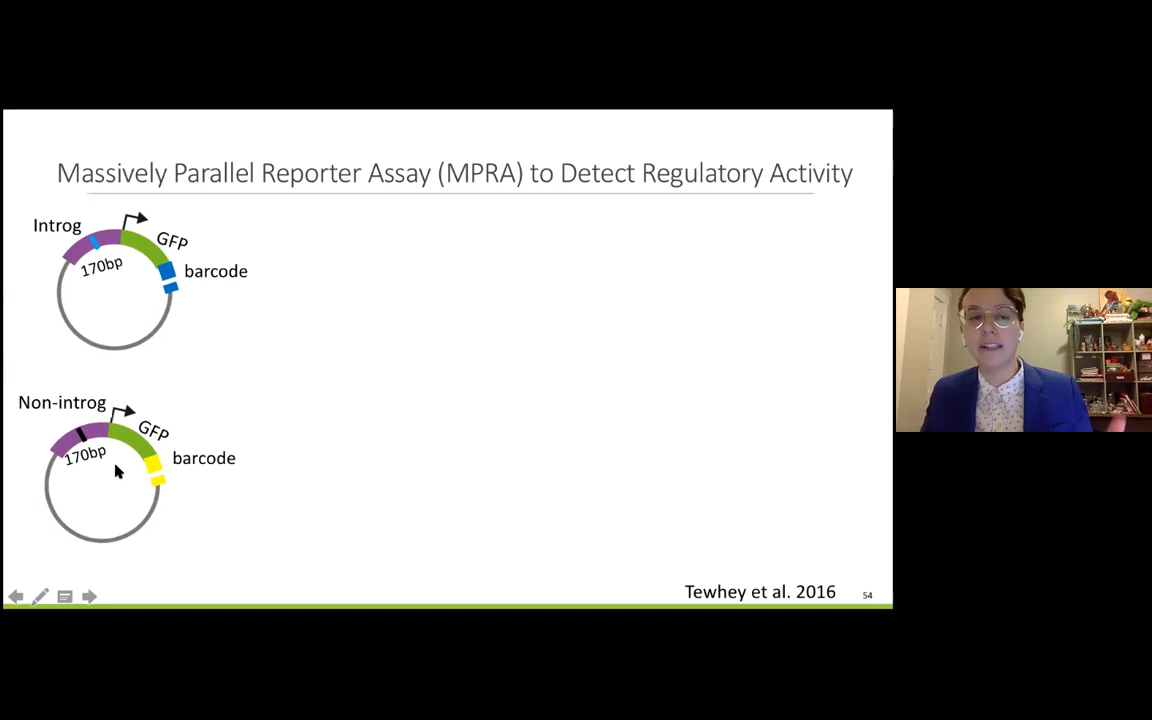 Massively Parallel Reporter Assay (MPRA) to Detect Regulatory Activity
Introg
GFP
170bp
barcode
Non-introg
GFP
170bp
barcode
Tewhey et al. 2016
54